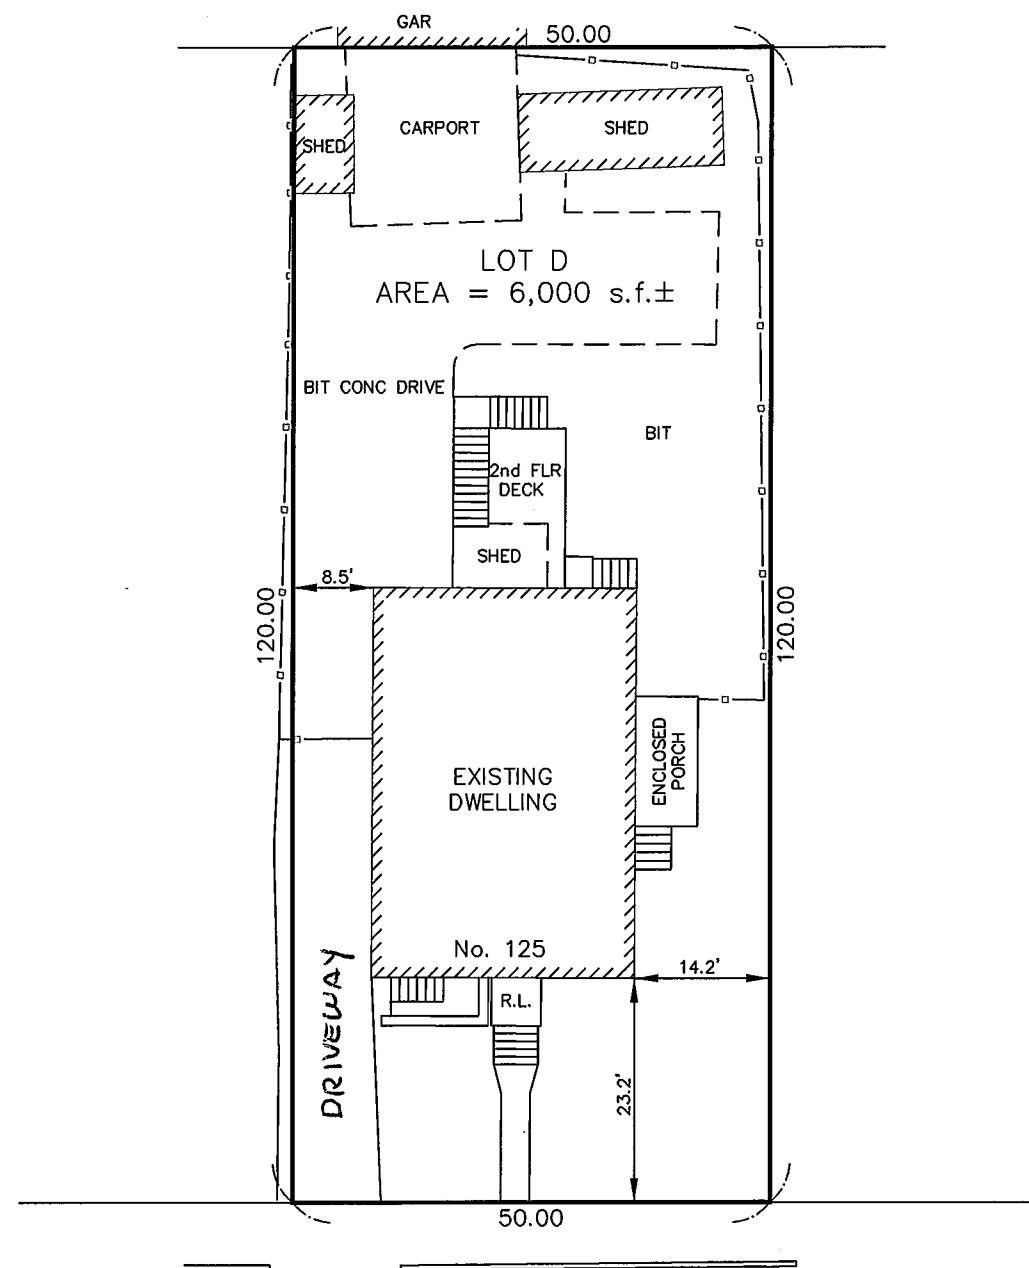 GAR
50.00
CARPORT
SHED
SHED
LOT D
AREA = 6,000 s.f.±
BIT CONC DRIVE
BIT
2nd FLR
DECK
SHED
8.5'
120.00
120.00
ENCLOSED
PORCH
EXISTING
DWELLING
No. 125
14.2'
R.L.
DRIVEWAY
23.2'
50.00